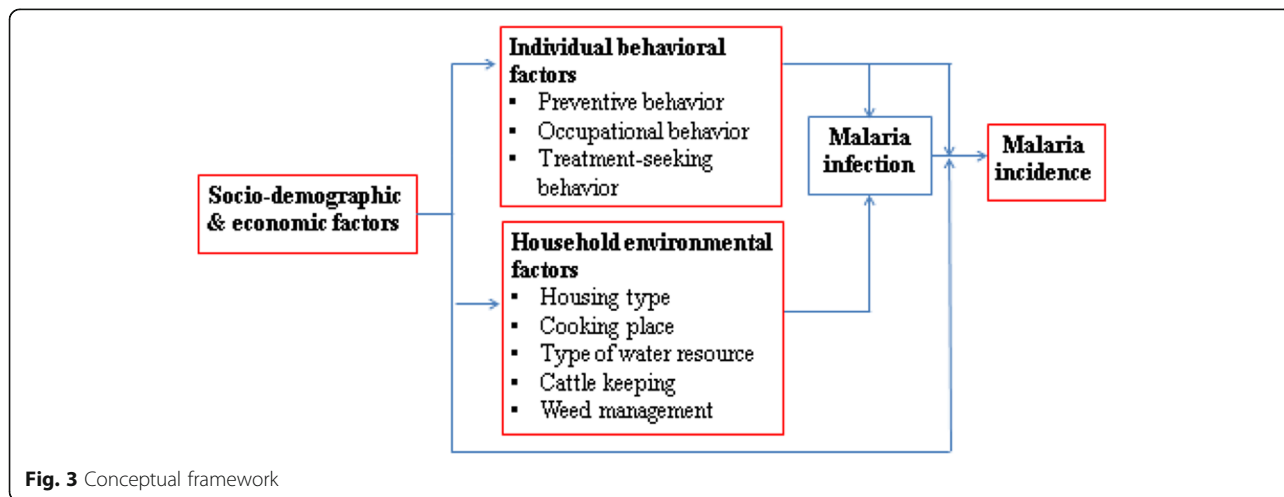 Individual behavioral
factors
▪ Preventive behavior
▪ Occupational behavior
▪ Treatment-seeking
behavior
Malaria
infection
Malaria
incidence
Socio-demographic
& economic factors
Household environmental
factors
▪ Housing type
▪ Cooking place
▪ Type of water resource
▪ Cattle keeping
▪ Weed management
Fig. 3 Conceptual framework